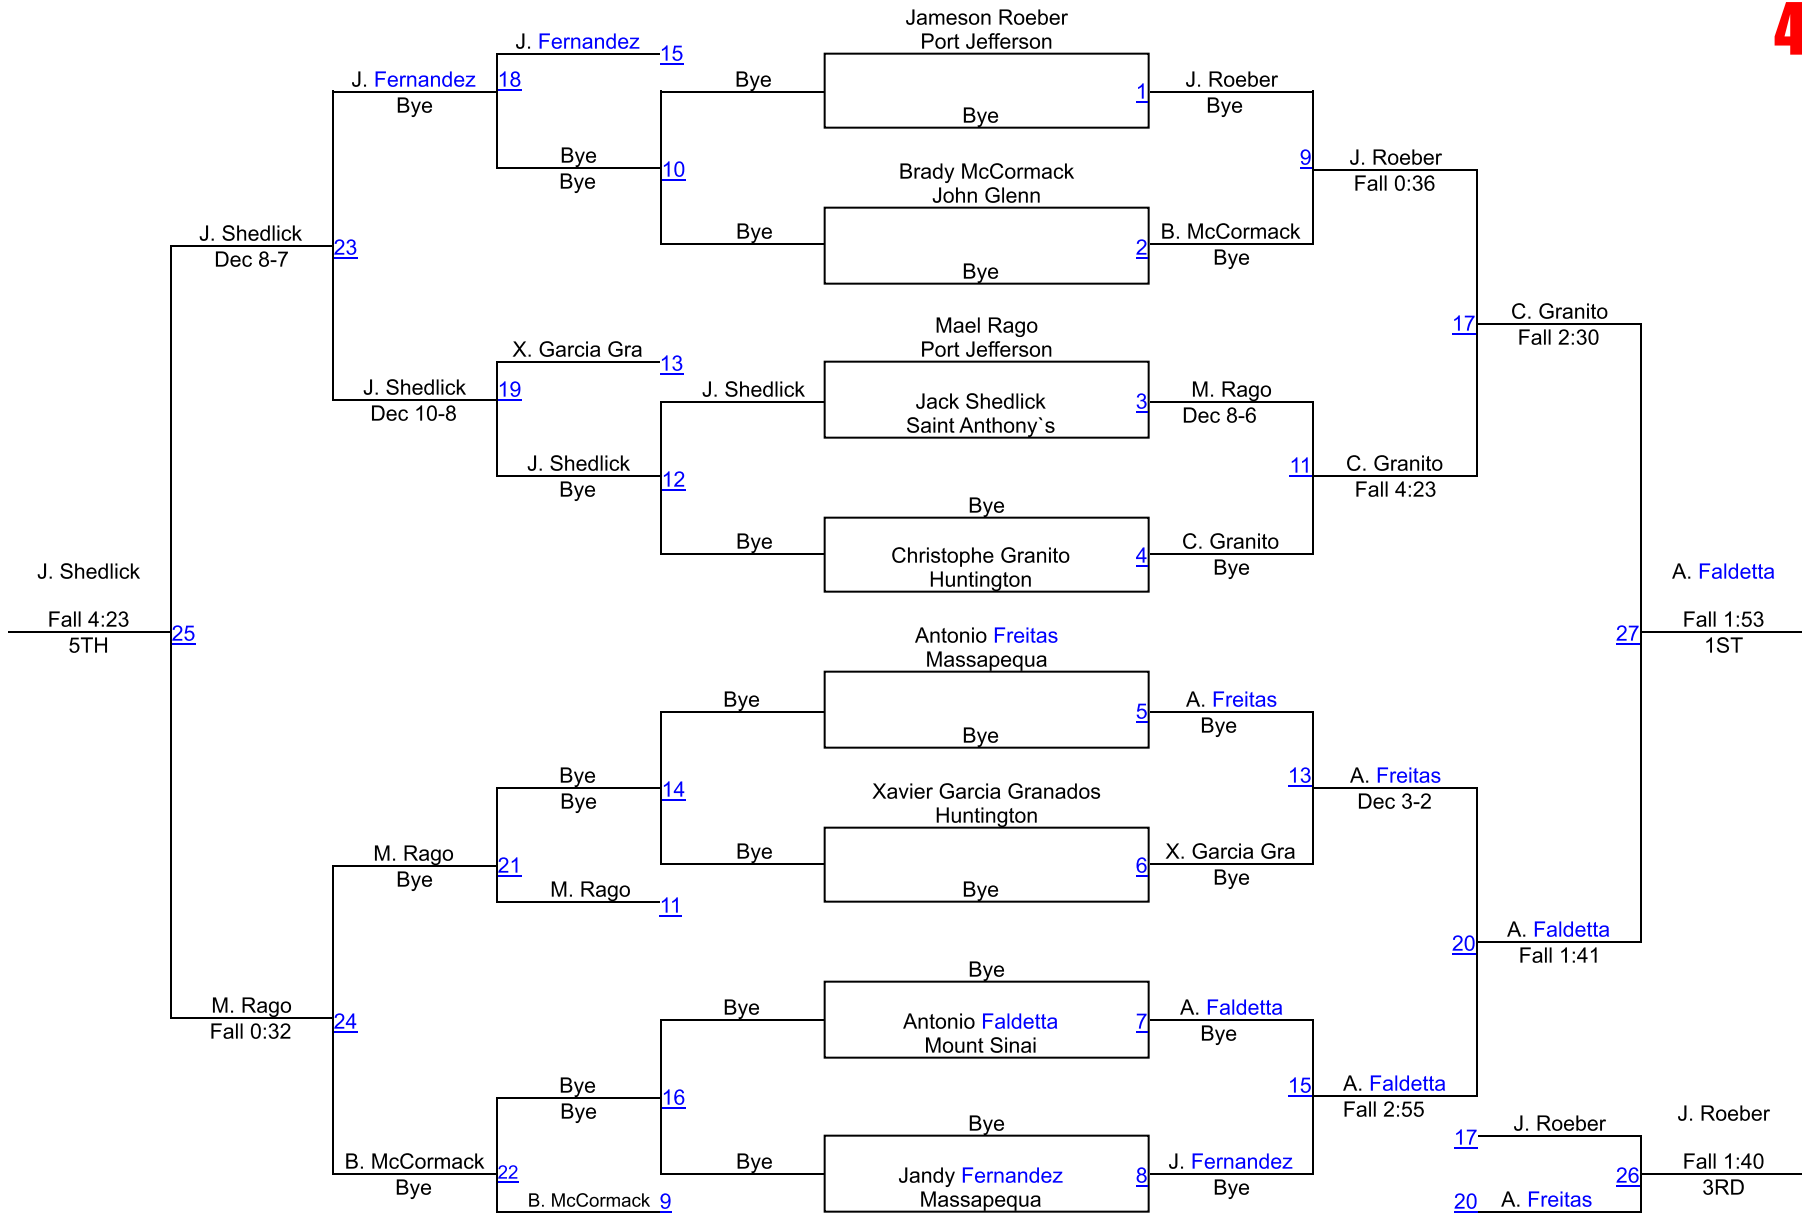 4
Jameson Roeber
Port Jefferson
J. Fernandez 15
J. Fernandez 18
Bye
Bye
1
J. Roeber
Bye
Bye
Bye
9
J. Roeber
Fall 0:36
Bye
Bye
10
Brady McCormack
John Glenn
Bye
2
B. McCormack
Bye
Bye
J. Shedlick
Dec 8-7
23
C. Granito
Fall 2:30
17
Mael Rago
Port Jefferson
X. Garcia Gra 13
J. Shedlick
Dec 10-8
19
J. Shedlick
Jack Shedlick
Saint Anthony`s
3
M. Rago
Dec 8-6
J. Shedlick
Bye
12
11
C. Granito
Fall 4:23
Bye
Bye
Christophe Granito
Huntington
4
C. Granito
Bye
J. Shedlick
Fall 4:23
5TH
25
A. Faldetta
Fall 1:53
1ST
27
Antonio Freitas
Massapequa
Bye
5
A. Freitas
Bye
Bye
Bye
Bye
14
13
A. Freitas
Dec 3-2
Xavier Garcia Granados
Huntington
M. Rago
Bye
21
Bye
6
X. Garcia Gra
Bye
Bye
M. Rago 11
20
A. Faldetta
Fall 1:41
Bye
M. Rago
Fall 0:32
24
Bye
Antonio Faldetta
Mount Sinai
7
A. Faldetta
Bye
Bye
Bye
16
15
A. Faldetta
Fall 2:55
Bye
B. McCormack
Bye
22
Bye
Jandy Fernandez
Massapequa
8
J. Fernandez
Bye
B. McCormack 9
17 J. Roeber
20 A. Freitas
26
J. Roeber
Fall 1:40
3RD